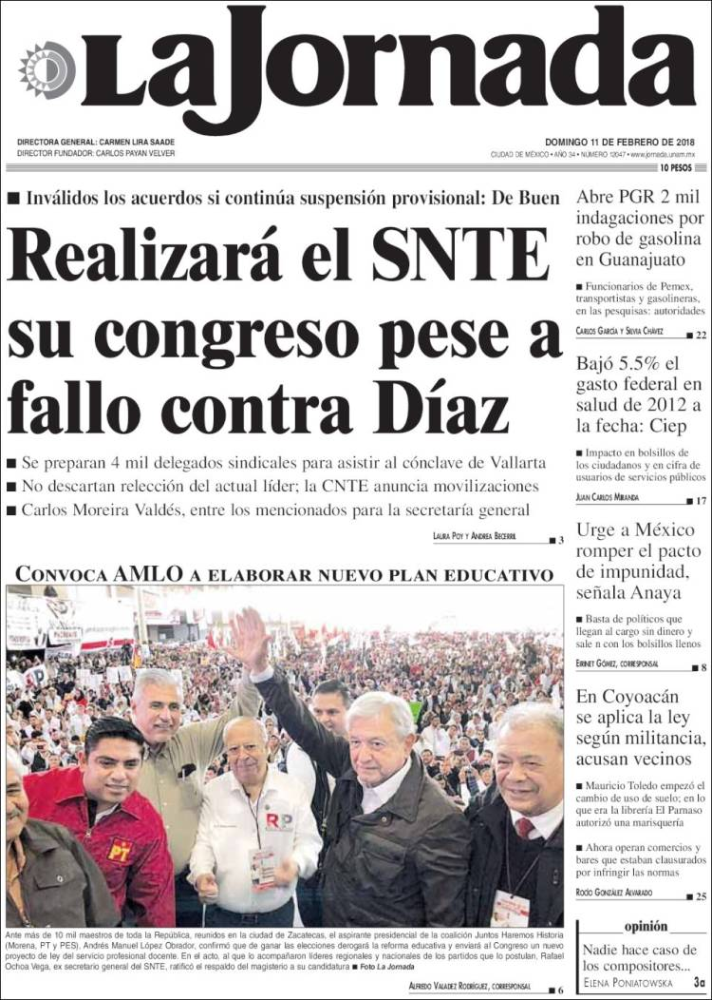 La Jornada
DIRECTORA GENERAL: CARMEN LIRA SAADE
DIRECTOR FUNDADOR: CARLOS PAYAN VELVER
DOMINGO 11 DE FEBRERO DE 2018
CIUDAD DE MÉXICO • AÑO 34 • NÚMERO 12047 • www.jornada.unam.mx
10 PESOS
■ Inválidos los acuerdos si continúa suspensión provisional: De Buen
Realizará el SNTE
su congreso pese a
fallo contra Díaz
■ Se preparan 4 mil delegados sindicales para asistir al cónclave de Vallarta
■ No descartan relección del actual líder; la CNTE anuncia movilizaciones
■ Carlos Moreira Valdés, entre los mencionados para la secretaría general
LAURA POY Y ANDREA BECERRIL ■ 3
CONVOCA AMLO A ELABORAR NUEVO PLAN EDUCATIVO
PT
RP
Ante más de 10 mil maestros de toda la República, reunidos en la ciudad de Zacatecas, el aspirante presidencial de la coalición Juntos Haremos Historia
(Morena, PT y PES), Andrés Manuel López Obrador, confirmó que de ganar las elecciones derogará la reforma educativa y enviará al Congreso un nuevo
proyecto de ley del servicio profesional docente. En el acto, al que lo acompañaron líderes regionales y nacionales de los partidos que lo postulan, Rafael
Ochoa Vega, ex secretario general del SNTE, ratificó el respaldo del magisterio a su candidatura ■ Foto La Jornada
ALFREDO VALADEZ RODRÍGUEZ, CORRESPONSAL ■ 6
Abre PGR 2 mil
indagaciones por
robo de gasolina
en Guanajuato
■ Funcionarios de Pemex,
transportistas y gasolineras,
en las pesquisas: autoridades
CARLOS GARCÍA Y SILVIA CHÁVEZ ■ 22
Bajó 5.5% el
gasto federal en
salud de 2012 a
la fecha: Ciep
■ Impacto en bolsillos de
los ciudadanos y en cifra de
usuarios de servicios públicos
JUAN CARLOS MIRANDA ■ 17
Urge a México
romper el pacto
de impunidad,
señala Anaya
■ Basta de políticos que
llegan al cargo sin dinero y
sale n con los bolsillos llenos
EIRINET GÓMEZ, CORRESPONSAL ■ 8
En Coyoacán
se aplica la ley
según militancia,
acusan vecinos
■ Mauricio Toledo empezó el
cambio de uso de suelo; en lo
que era la librería El Parnaso
autorizó una marisquería
■ Ahora operan comercios y
bares que estaban clausurados
por infringir las normas
ROCÍO GONZÁLEZ ALVARADO ■ 25
opinión
Nadie hace caso de
los compositores...
ELENA PONIATOWSKA 3a